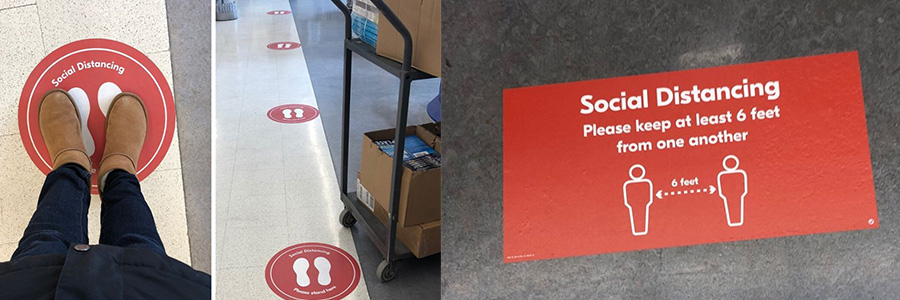 Social Distancing
Social Distancing
Please stand here
Social Distancing
Please keep at least 6 feet
from one another
6 feet